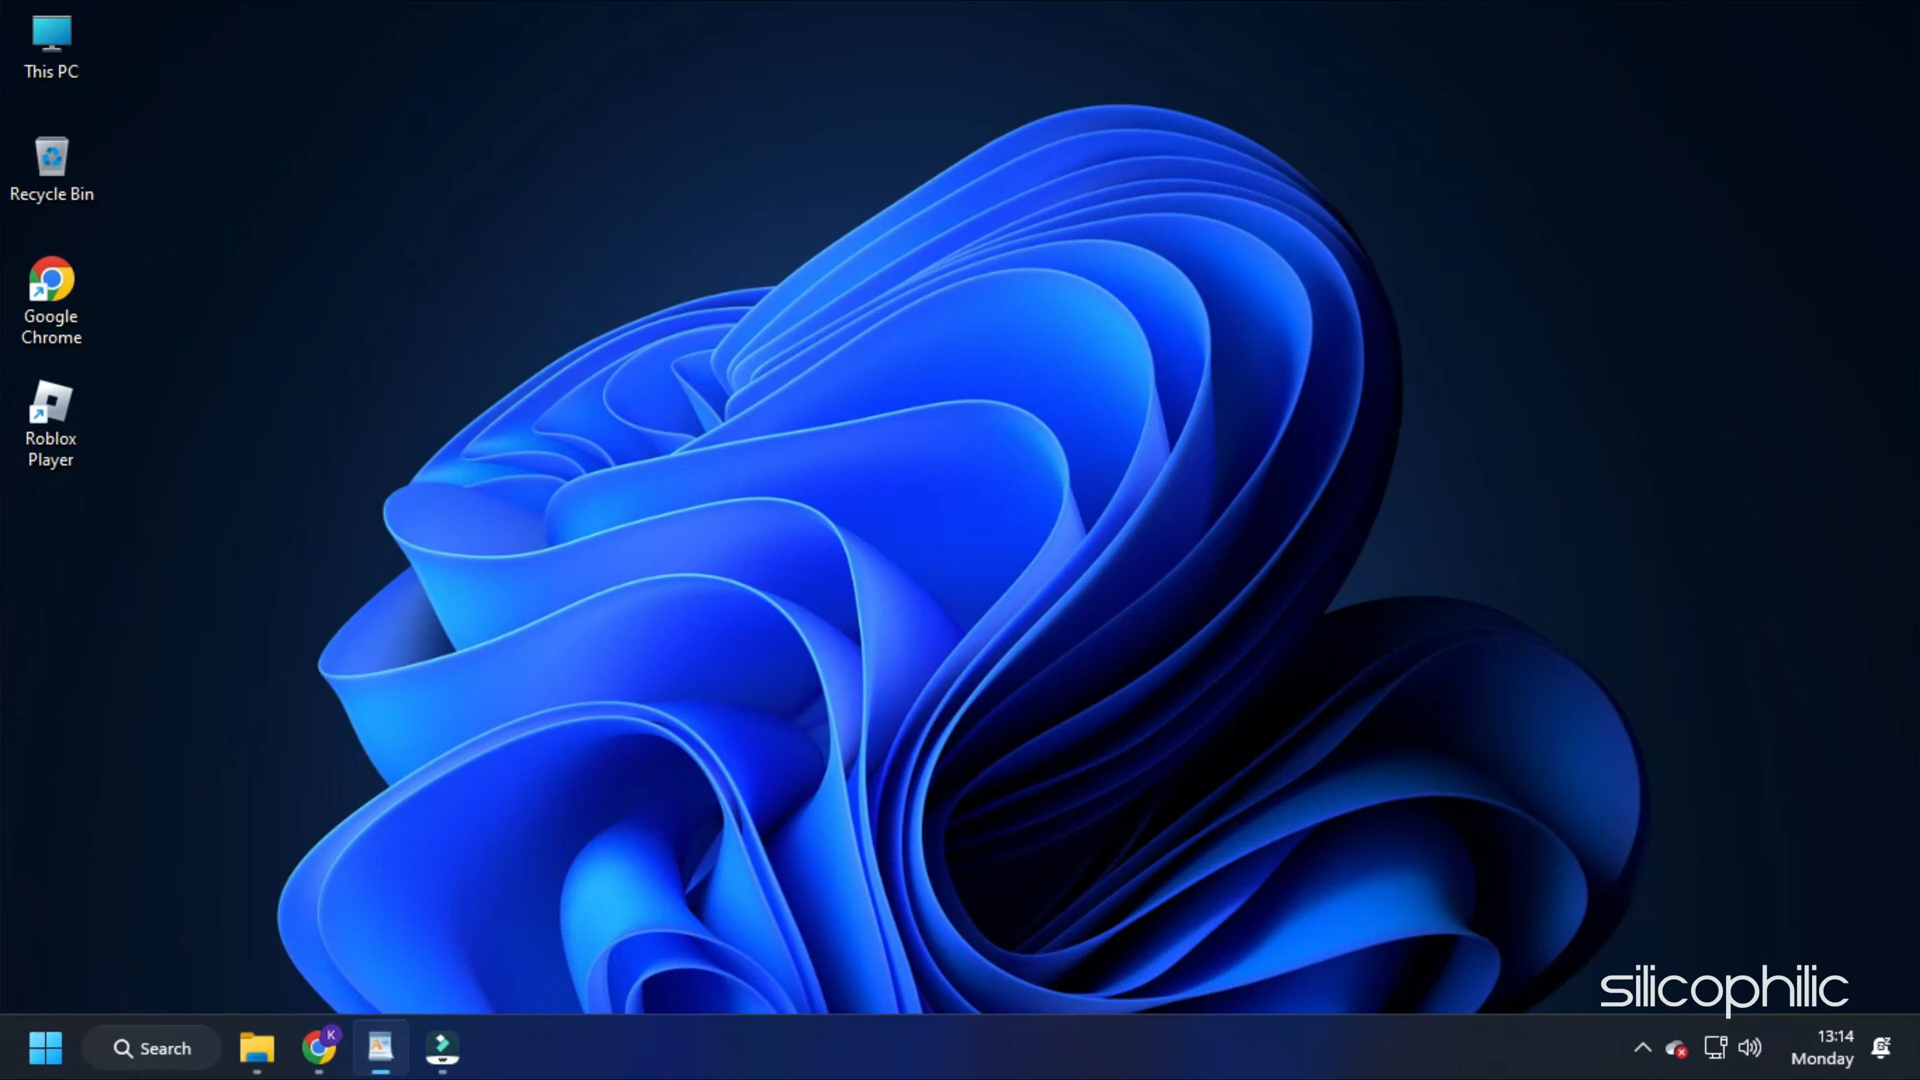 This PC
Recycle Bin
Google
Chrome
Roblox
Player
silicophilic
K
Search
13:14
Monday